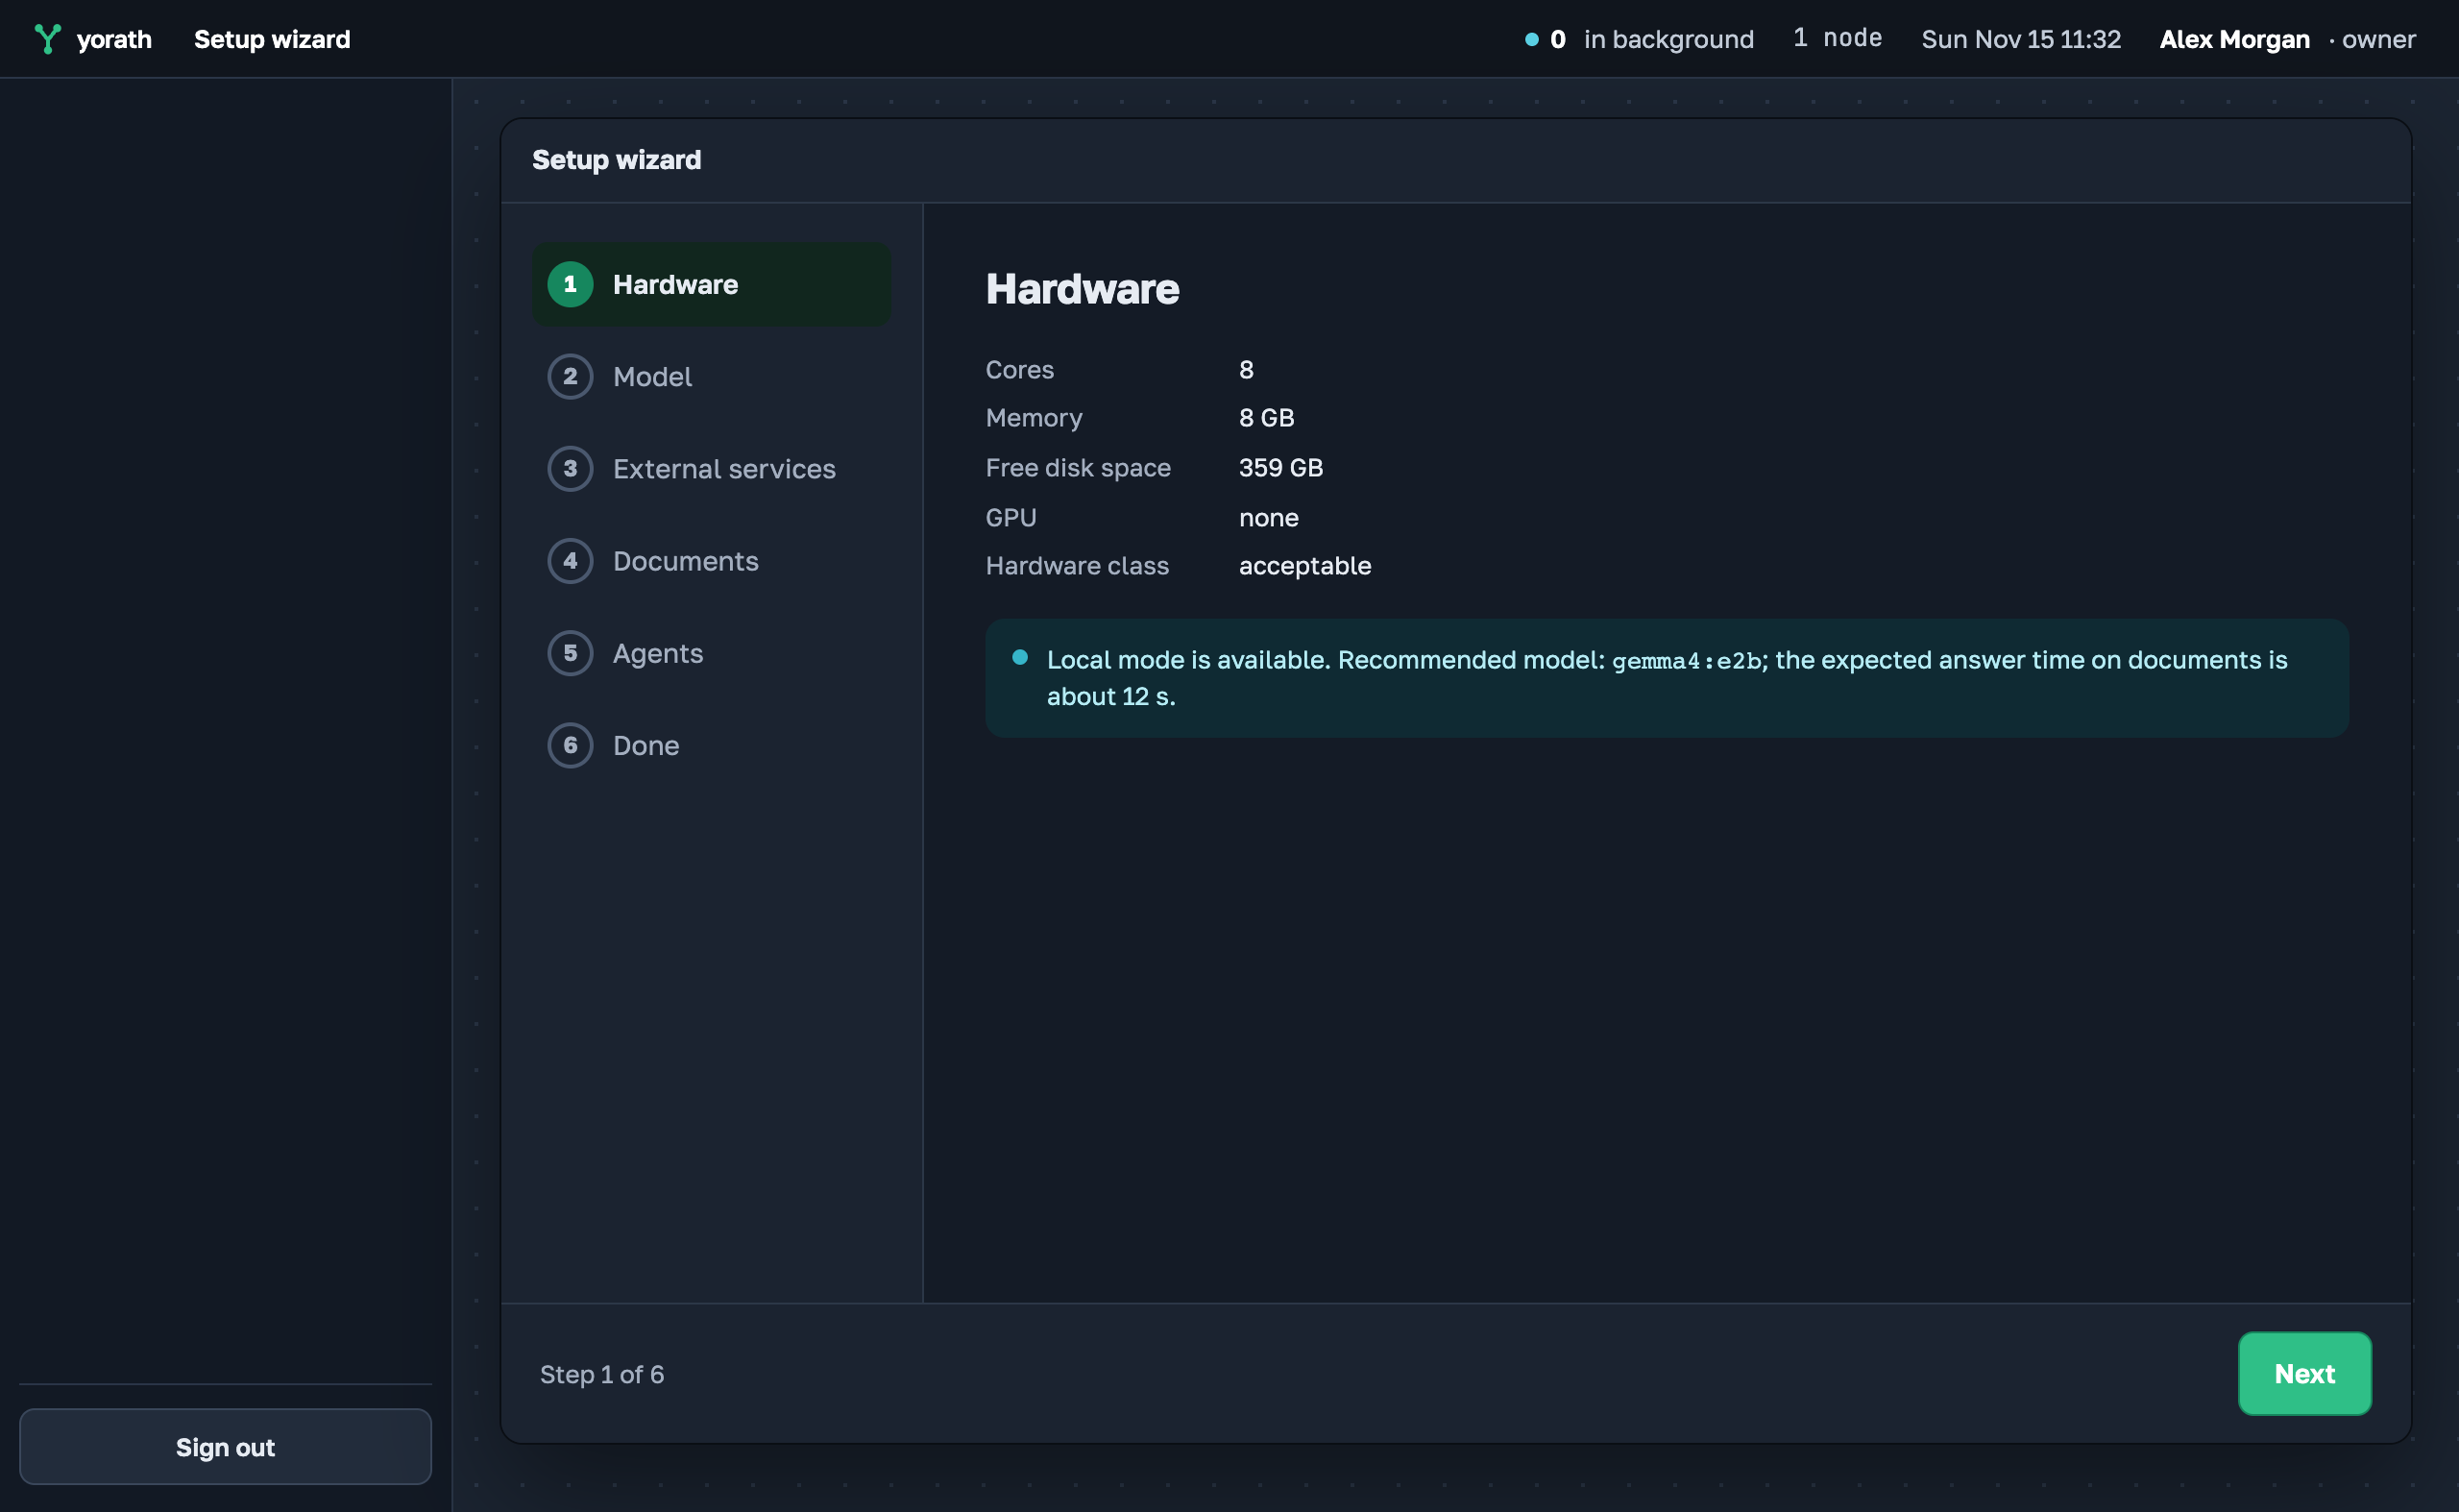 yorath Setup wizard 0 in background 1 node Sun Nov 15 11:32 Alex Morgan · owner
Setup wizard
1 Hardware
2 Model
3 External services
4 Documents
5 Agents
6 Done
Hardware
Cores 8
Memory 8 GB
Free disk space 359 GB
GPU none
Hardware class acceptable
Local mode is available. Recommended model: gemma4:e2b; the expected answer time on documents is
about 12 s.
Step 1 of 6
Next
Sign out